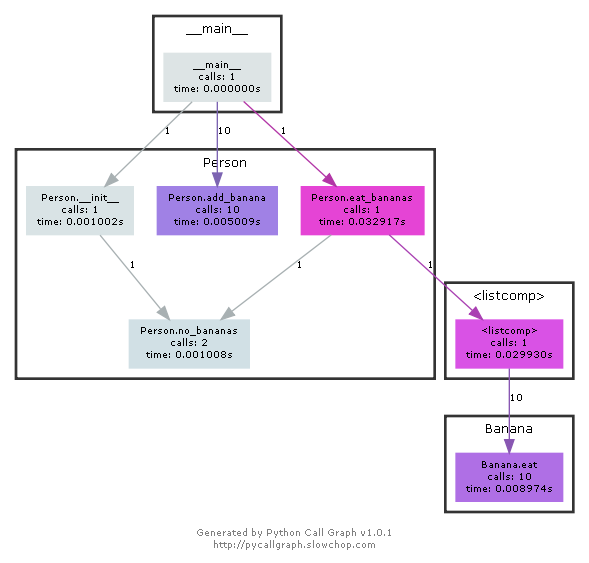 __main__
__main__
calls: 1
time: 0.000000s
1
10
1
Person
Person.__init__
calls: 1
time: 0.001002s
Person.add_banana
calls: 10
time: 0.005009s
Person.eat_bananas
calls: 1
time: 0.032917s
1
1
1
Person.no_bananas
calls: 2
time: 0.001008s
<listcomp>
<listcomp>
calls: 1
time: 0.029930s
10
Banana
Banana.eat
calls: 10
time: 0.008974s
Generated by Python Call Graph v1.0.1
http://pycallgraph.slowchop.com